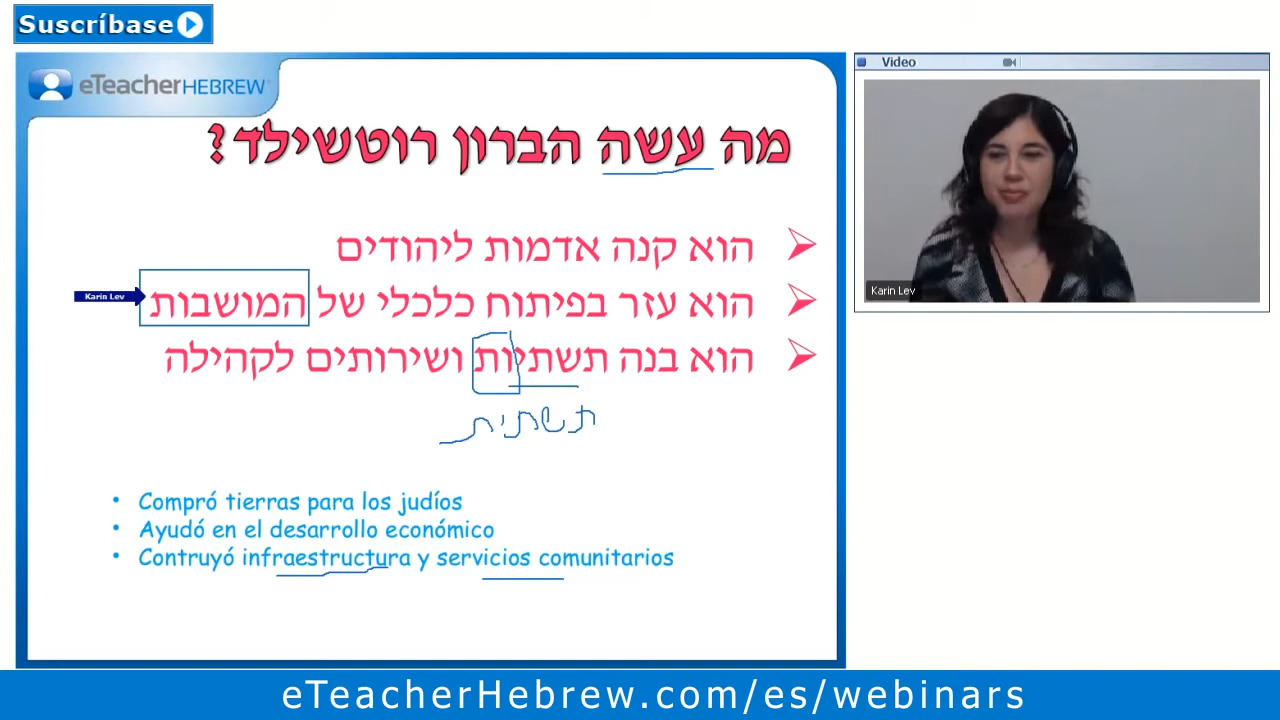 Suscríbase
eTeacherHEBREW
Video
מה עשה הברון רוטשילד?
הוא קנה אדמות ליהודים
הוא עזר בפיתוח כלכלי של המושבות
Karin Lev
הוא בנה תשתיות ושירותים לקהילה
תשתית
Karin Lev
• Compró tierras para los judíos
• Ayudó en el desarrollo económico
• Contruyó infraestructura y servicios comunitarios
eTeacherHebrew.com/es/webinars